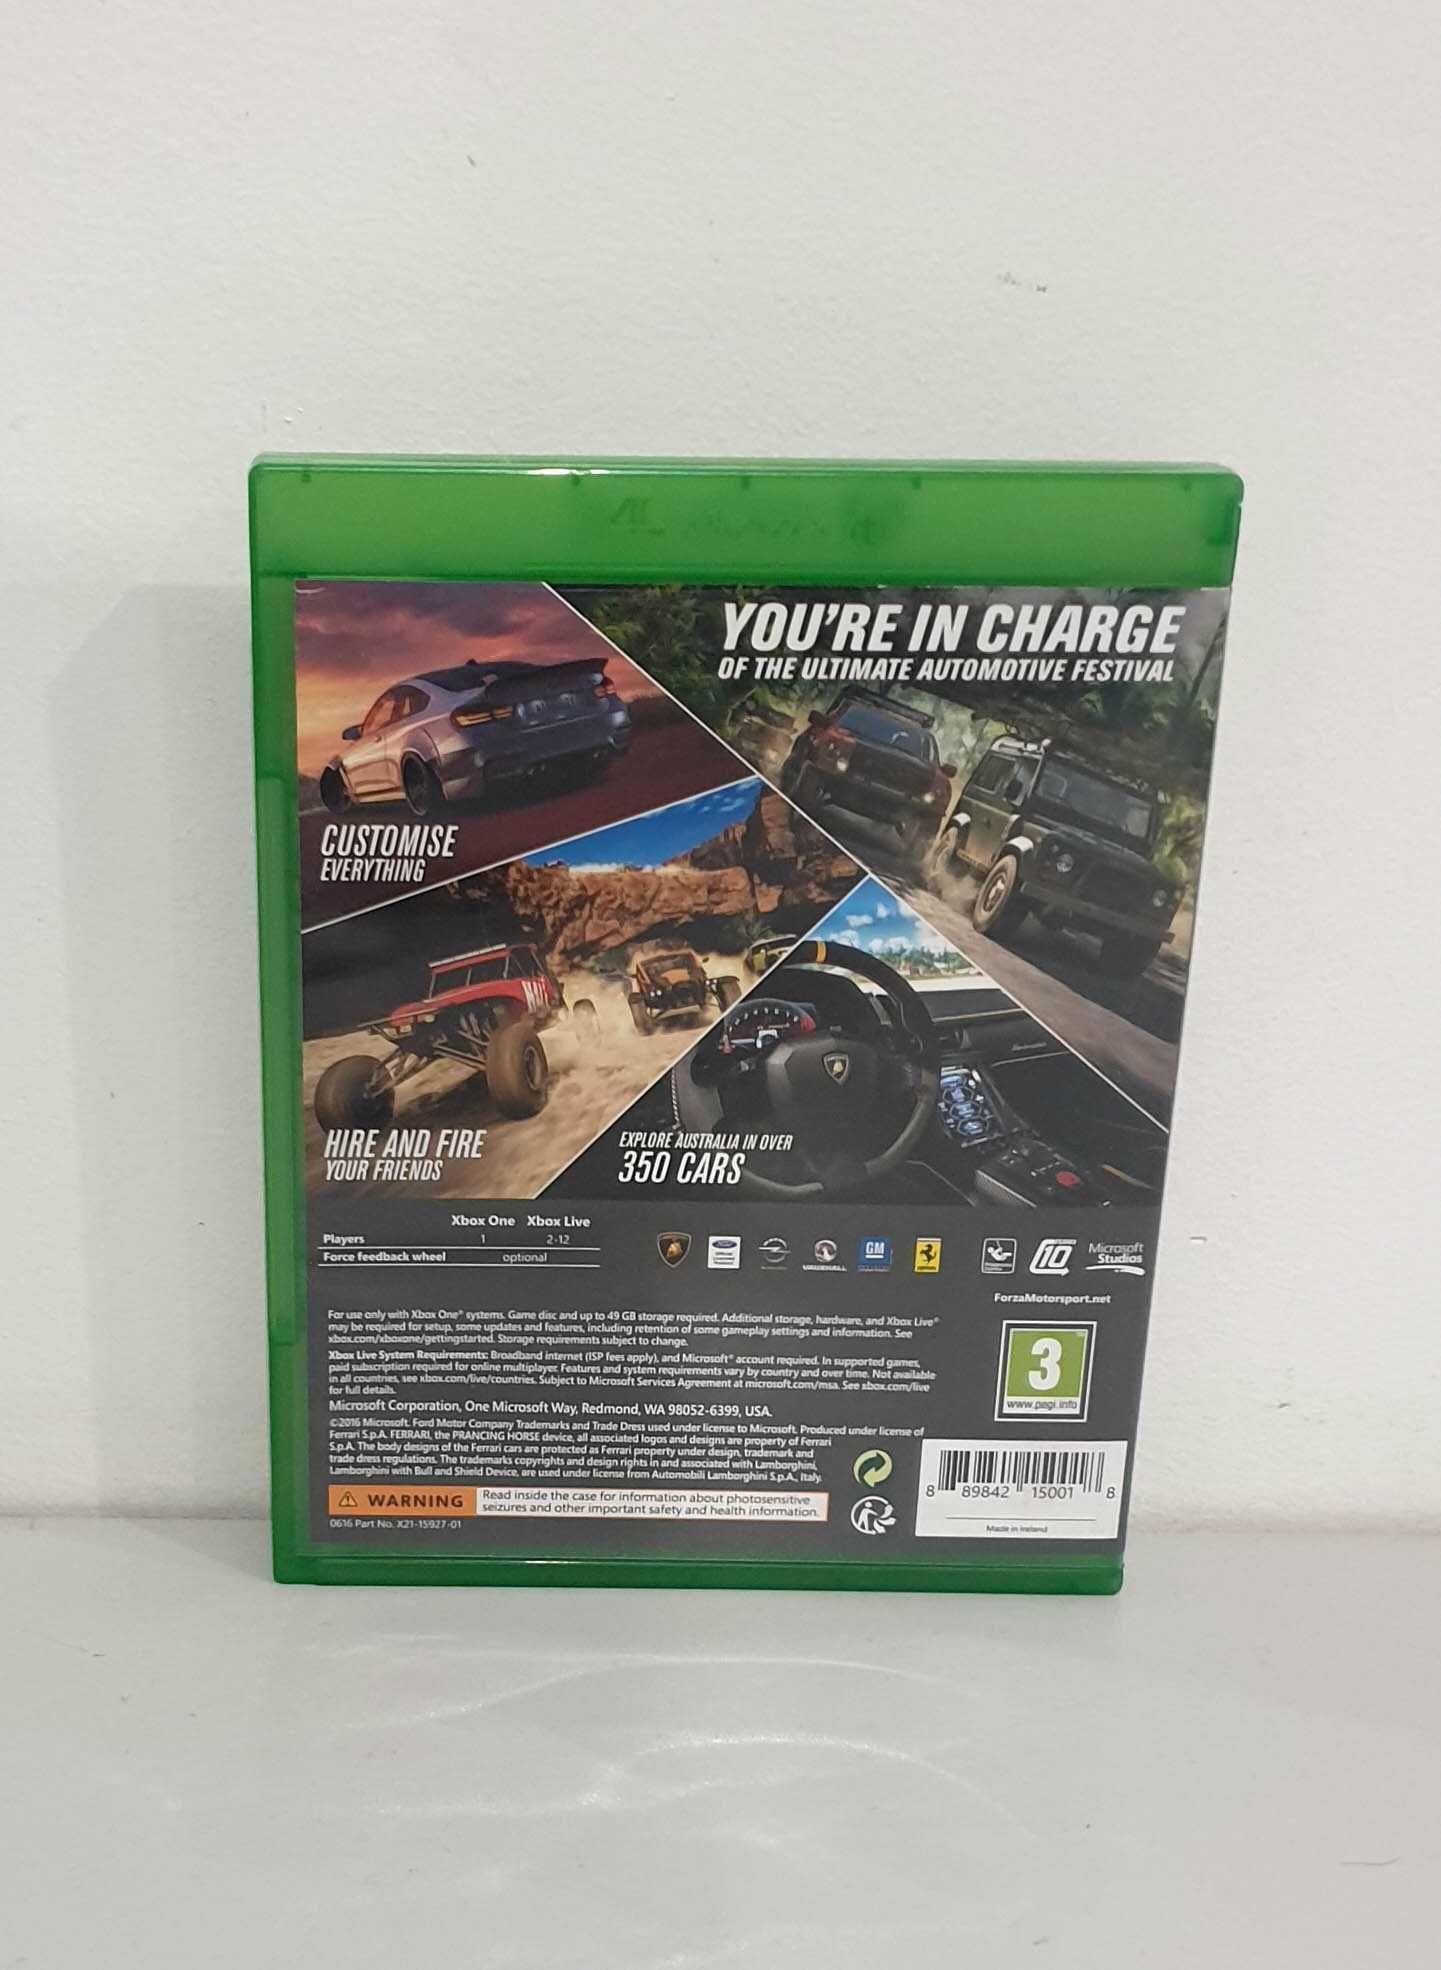 YOU'RE IN CHARGE
OF THE ULTIMATE AUTOMOTIVE FESTIVAL
CUSTOMISE
EVERYTHING
HIRE AND FIRE
YOUR FRIENDS
EXPLORE AUSTRALIA IN OVER
350 CARS
Xbox One Xbox Live
Players 1 2-12
Force feedback wheel optional
VAUXHALL
GM
10
Microsoft
Studios
ForzaMotorsport.net
For use only with Xbox One® systems. Game disc and up to 49 GB storage required. Additional storage, hardware, and Xbox Live®
may be required for setup, some updates and features, including retention of some gameplay settings and information. See
xbox.com/xboxone/gettingstarted. Storage requirements subject to change.
Xbox Live System Requirements: Broadband internet (ISP fees apply), and Microsoft® account required. In supported games,
paid subscription required for online multiplayer. Features and system requirements vary by country and over time. Not available
in all countries, see xbox.com/live/countries. Subject to Microsoft Services Agreement at microsoft.com/msa. See xbox.com/live
for full details.
Microsoft Corporation, One Microsoft Way, Redmond, WA 98052-6399, USA.
©2016 Microsoft. Ford Motor Company Trademarks and Trade Dress used under license to Microsoft. Produced under license of
Ferrari S.p.A. FERRARI, the PRANCING HORSE device, all associated logos and designs are property of Ferrari
S.p.A. The body designs of the Ferrari cars are protected as Ferrari property under design, trademark and
trade dress regulations. The trademarks copyrights and design rights in and associated with Lamborghini,
Lamborghini with Bull and Shield Device, are used under license from Automobili Lamborghini S.p.A., Italy.
WARNING
Read inside the case for information about photosensitive
seizures and other important safety and health information.
0616 Part No. X21-15927-01
3
www.pegi.info
8 89842 15001 8
Made in Ireland